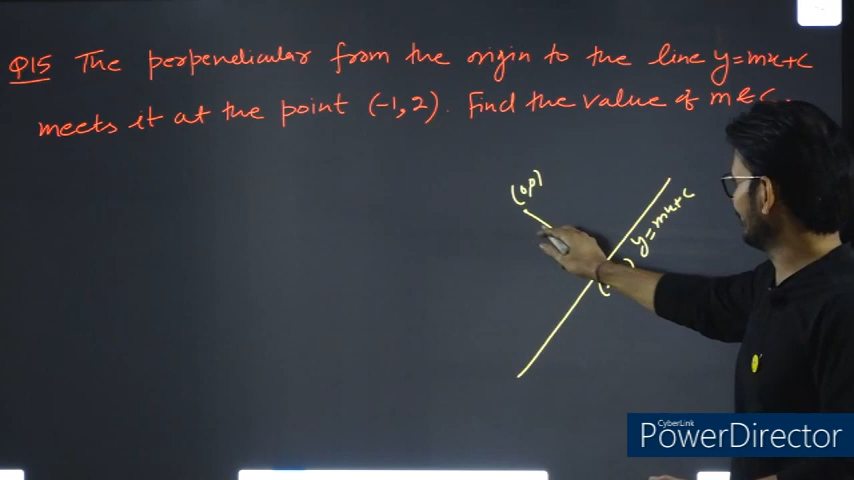 Q15 The perpendicular from the origin to the line y=mx+c
meets it at the point (-1,2). Find the value of m & c.
(0,0)
y=mx+c
CyberLink
PowerDirector